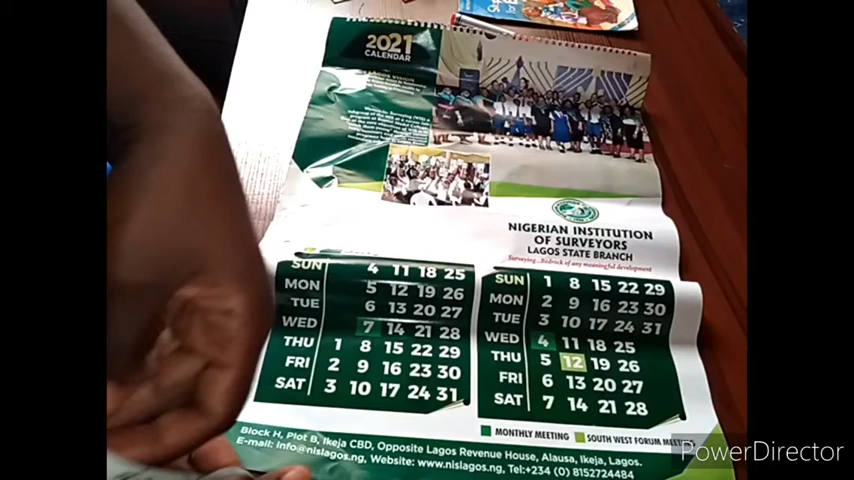 2021
CALENDAR
NIGERIAN INSTITUTION
OF SURVEYORS
LAGOS STATE BRANCH
Surveying...Bedrock of any meaningful development
SUN 4 11 18 25
MON 5 12 19 26
TUE 6 13 20 27
WED 7 14 21 28
THU 1 8 15 22 29
FRI 2 9 16 23 30
SAT 3 10 17 24 31
SUN 1 8 15 22 29
MON 2 9 16 23 30
TUE 3 10 17 24 31
WED 4 11 18 25
THU 5 12 19 26
FRI 6 13 20 27
SAT 7 14 21 28
MONTHLY MEETING SOUTH WEST FORUM
Block H, Plot B, Ikeja CBD, Opposite Lagos Revenue House, Alausa, Ikeja, Lagos.
E-mail: info@nislagos.ng, Website: www.nislagos.ng, Tel:+234 (0) 8152724484
PowerDirector